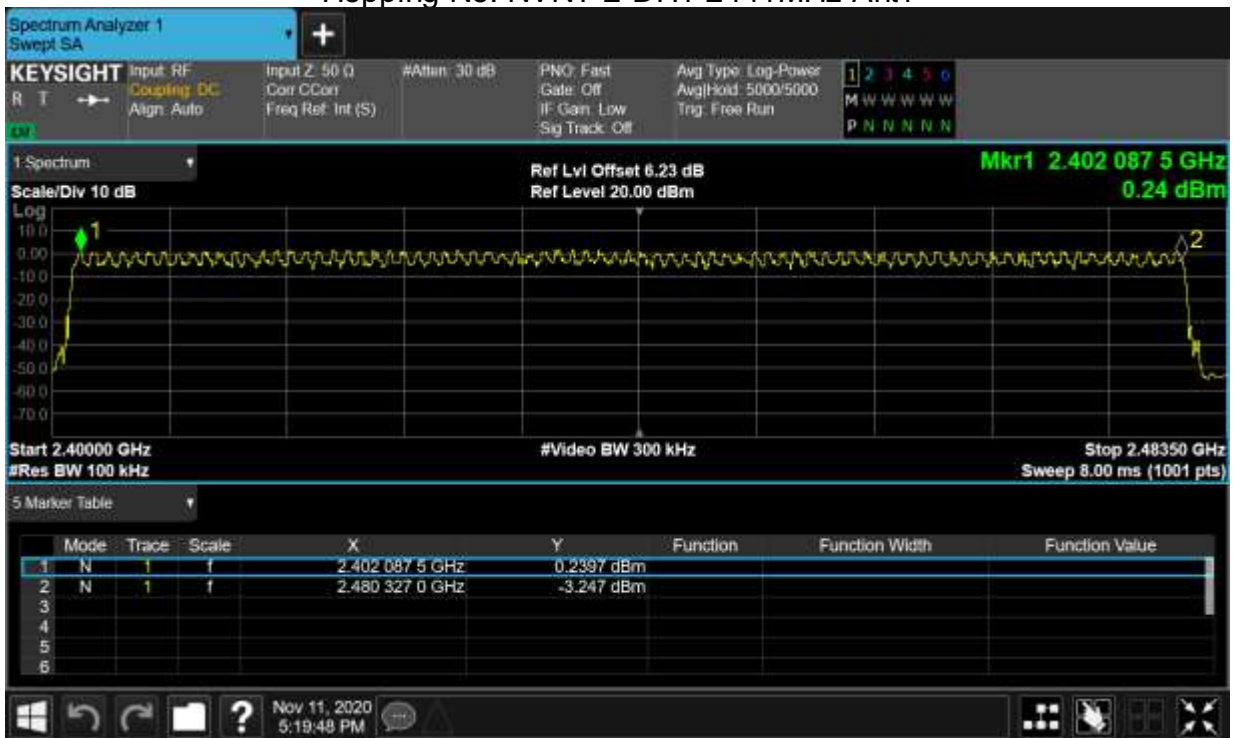 Spectrum Analyzer 1
Swept SA
+
KEYSIGHT
R T
Input: RF
Coupling: DC
Align: Auto
Input Z: 50 Ω
Corr CCorr
Freq Ref: Int (S)
#Atten: 30 dB
PNO: Fast
Gate: Off
IF Gain: Low
Sig Track: Off
Avg Type: Log-Power
Avg|Hold: 5000/5000
Trig: Free Run
1 2 3 4 5 6
M W W W W W
P N N N N N
1 Spectrum
Scale/Div 10 dB
Ref Lvl Offset 6.23 dB
Ref Level 20.00 dBm
Mkr1 2.402 087 5 GHz
0.24 dBm
Log
10.0
0.00
-10.0
-20.0
-30.0
-40.0
-50.0
-60.0
-70.0
1
2
Start 2.40000 GHz
#Res BW 100 kHz
#Video BW 300 kHz
Stop 2.48350 GHz
Sweep 8.00 ms (1001 pts)
5 Marker Table
Mode Trace Scale X Y Function Function Width Function Value
1 N 1 f 2.402 087 5 GHz 0.2397 dBm
2 N 1 f 2.480 327 0 GHz -3.247 dBm
3
4
5
6
?
Nov 11, 2020
5:19:48 PM